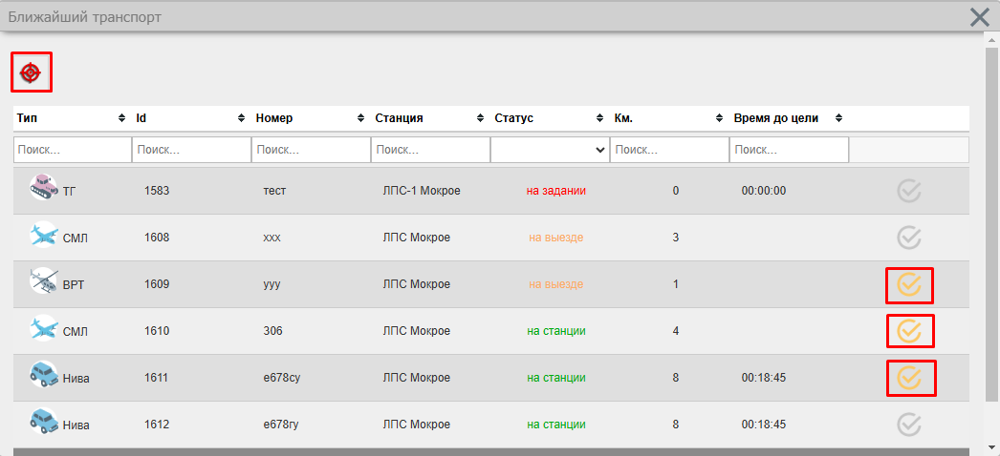 Ближайший транспорт
Тип Id Номер Станция Статус Км. Время до цели
Поиск... Поиск... Поиск... Поиск... Поиск... Поиск...
ТГ 1583 тест ЛПС-1 Мокрое на задании 0 00:00:00
СМЛ 1608 xxx ЛПС Мокрое на выезде 3
ВРТ 1609 yyy ЛПС Мокрое на выезде 1
СМЛ 1610 306 ЛПС Мокрое на станции 4
Нива 1611 е678су ЛПС Мокрое на станции 8 00:18:45
Нива 1612 е678гу ЛПС Мокрое на станции 8 00:18:45